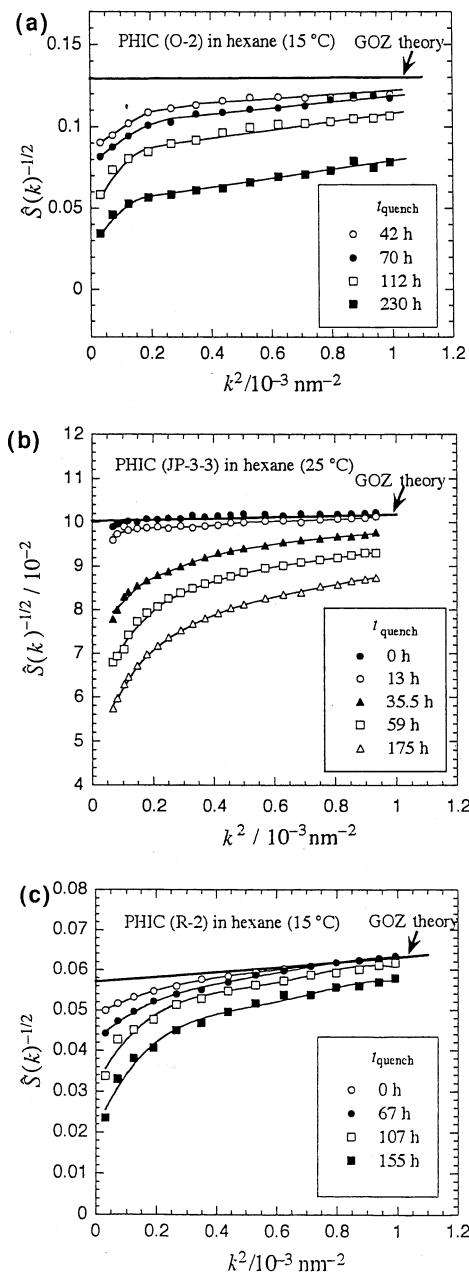 (a)
PHIC (O-2) in hexane (15 °C)
GOZ theory
0.15
0.1
0.05
0
Ŝ(k)⁻¹/²
t quench
42 h
70 h
112 h
230 h
0 0.2 0.4 0.6 0.8 1 1.2
k²/10⁻³ nm⁻²
(b)
12
11
10
9
8
7
6
5
4
PHIC (JP-3-3) in hexane (25 °C)
GOZ theory
Ŝ(k)⁻¹/² / 10⁻²
t quench
0 h
13 h
35.5 h
59 h
175 h
0 0.2 0.4 0.6 0.8 1 1.2
k² / 10⁻³ nm⁻²
(c)
0.08
0.07
0.06
0.05
0.04
0.03
0.02
0.01
0
PHIC (R-2) in hexane (15 °C)
GOZ theory
Ŝ(k)⁻¹/²
t quench
0 h
67 h
107 h
155 h
0 0.2 0.4 0.6 0.8 1 1.2
k²/10⁻³ nm⁻²